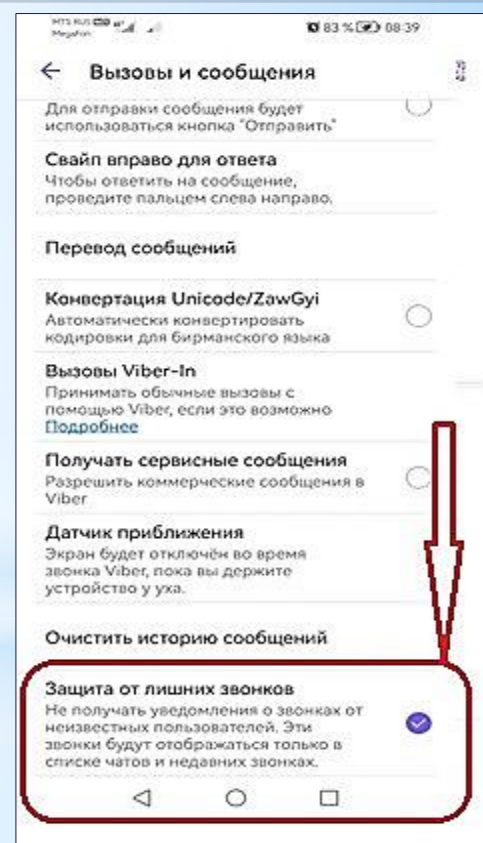 MTS RUS
Megafon
83 % 08:39
Вызовы и сообщения
Для отправки сообщения будет
использоваться кнопка "Отправить"
Свайп вправо для ответа
Чтобы ответить на сообщение,
проведите пальцем слева направо.
Перевод сообщений
Конвертация Unicode/ZawGyi
Автоматически конвертировать
кодировки для бирманского языка
Вызовы Viber-In
Принимать обычные вызовы с
помощью Viber, если это возможно
Подробнее
Получать сервисные сообщения
Разрешить коммерческие сообщения в
Viber
Датчик приближения
Экран будет отключён во время
звонка Viber, пока вы держите
устройство у уха.
Очистить историю сообщений
Защита от лишних звонков
Не получать уведомления о звонках от
неизвестных пользователей. Эти
звонки будут отображаться только в
списке чатов и недавних звонках.